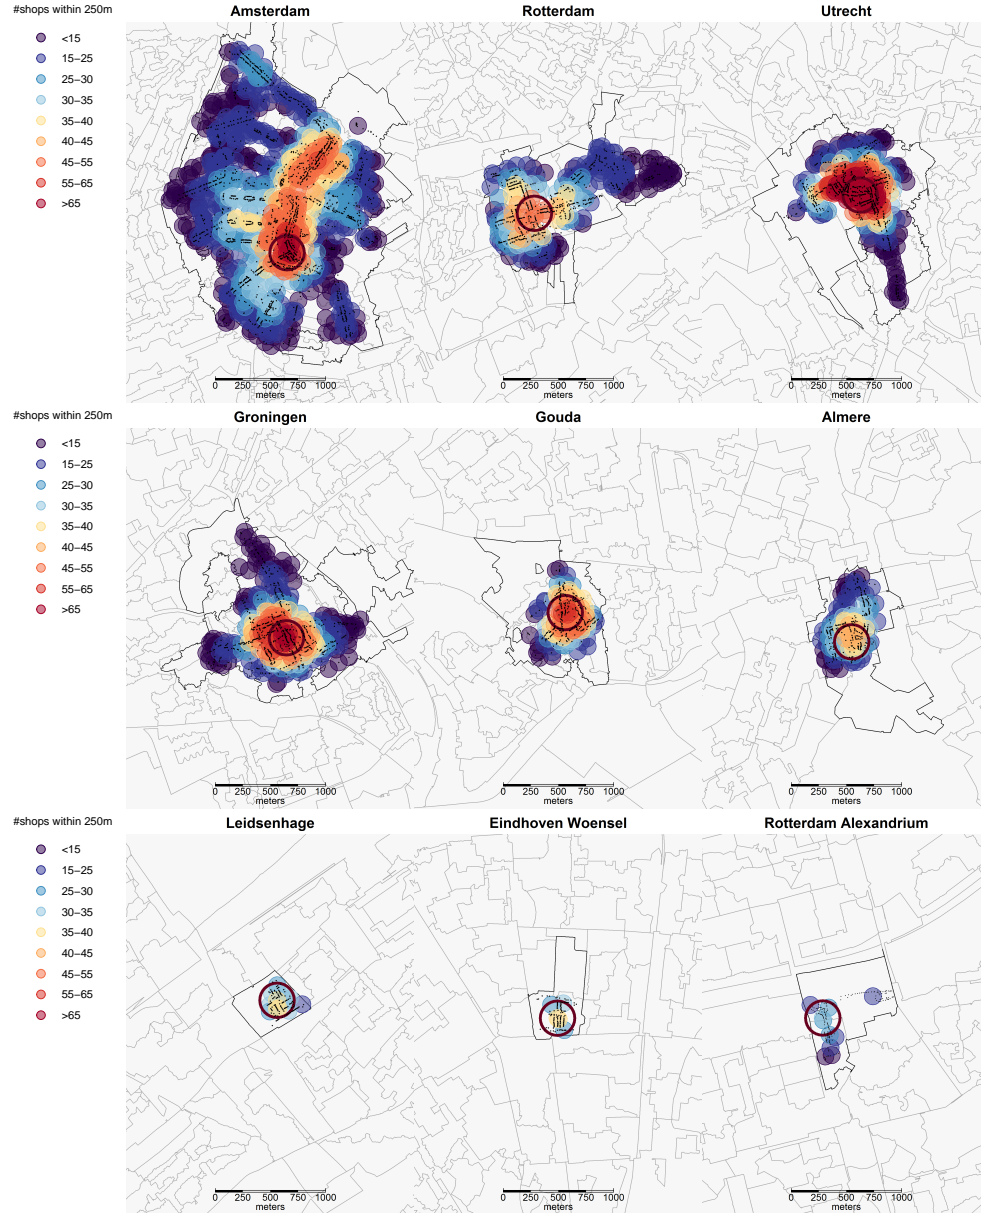 #shops within 250m
Amsterdam
Rotterdam
Utrecht
<15
15–25
25–30
30–35
35–40
40–45
45–55
55–65
>65
0 250 500 750 1000
meters
0 250 500 750 1000
meters
0 250 500 750 1000
meters
#shops within 250m
Groningen
Gouda
Almere
<15
15–25
25–30
30–35
35–40
40–45
45–55
55–65
>65
0 250 500 750 1000
meters
0 250 500 750 1000
meters
0 250 500 750 1000
meters
#shops within 250m
Leidsenhage
Eindhoven Woensel
Rotterdam Alexandrium
<15
15–25
25–30
30–35
35–40
40–45
45–55
55–65
>65
0 250 500 750 1000
meters
0 250 500 750 1000
meters
0 250 500 750 1000
meters